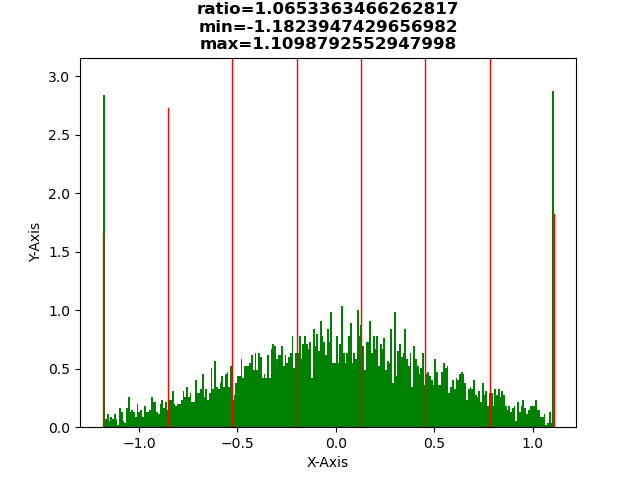 ratio=1.0653363466262817
min=-1.1823947429656982
max=1.1098792552947998
3.0
2.5
2.0
1.5
1.0
0.5
0.0
Y-Axis
−1.0 −0.5 0.0 0.5 1.0
X-Axis